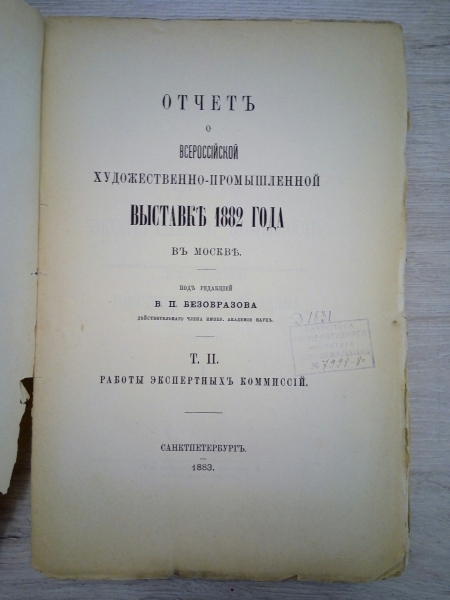 ОТЧЕТЪ
О
ВСЕРОССІЙСКОЙ
ХУДОЖЕСТВЕННО-ПРОМЫШЛЕННОЙ
ВЫСТАВКѢ 1882 ГОДА
ВЪ МОСКВѢ.
ПОДЪ РЕДАКЦІЕЙ
В. П. БЕЗОБРАЗОВА
ДѢЙСТВИТЕЛЬНАГО ЧЛЕНА ИМПЕР. АКАДЕМІИ НАУКЪ.
Т. II.
РАБОТЫ ЭКСПЕРТНЫХЪ КОММИССІЙ.
САНКТПЕТЕРБУРГЪ.
1883.